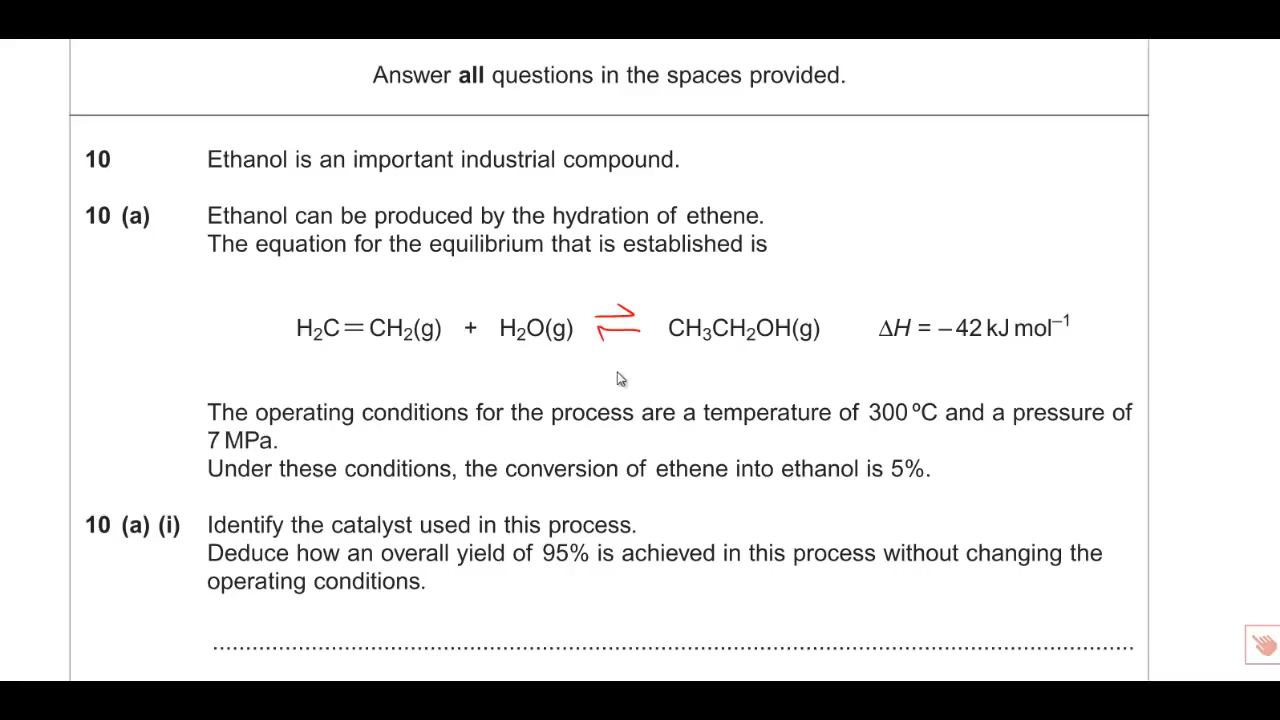 Answer all questions in the spaces provided.
10 Ethanol is an important industrial compound.
10 (a) Ethanol can be produced by the hydration of ethene.
The equation for the equilibrium that is established is
H₂C=CH₂(g) + H₂O(g) ⇌ CH₃CH₂OH(g) ΔH = –42 kJ mol⁻¹
The operating conditions for the process are a temperature of 300 ºC and a pressure of
7 MPa.
Under these conditions, the conversion of ethene into ethanol is 5%.
10 (a) (i) Identify the catalyst used in this process.
Deduce how an overall yield of 95% is achieved in this process without changing the
operating conditions.